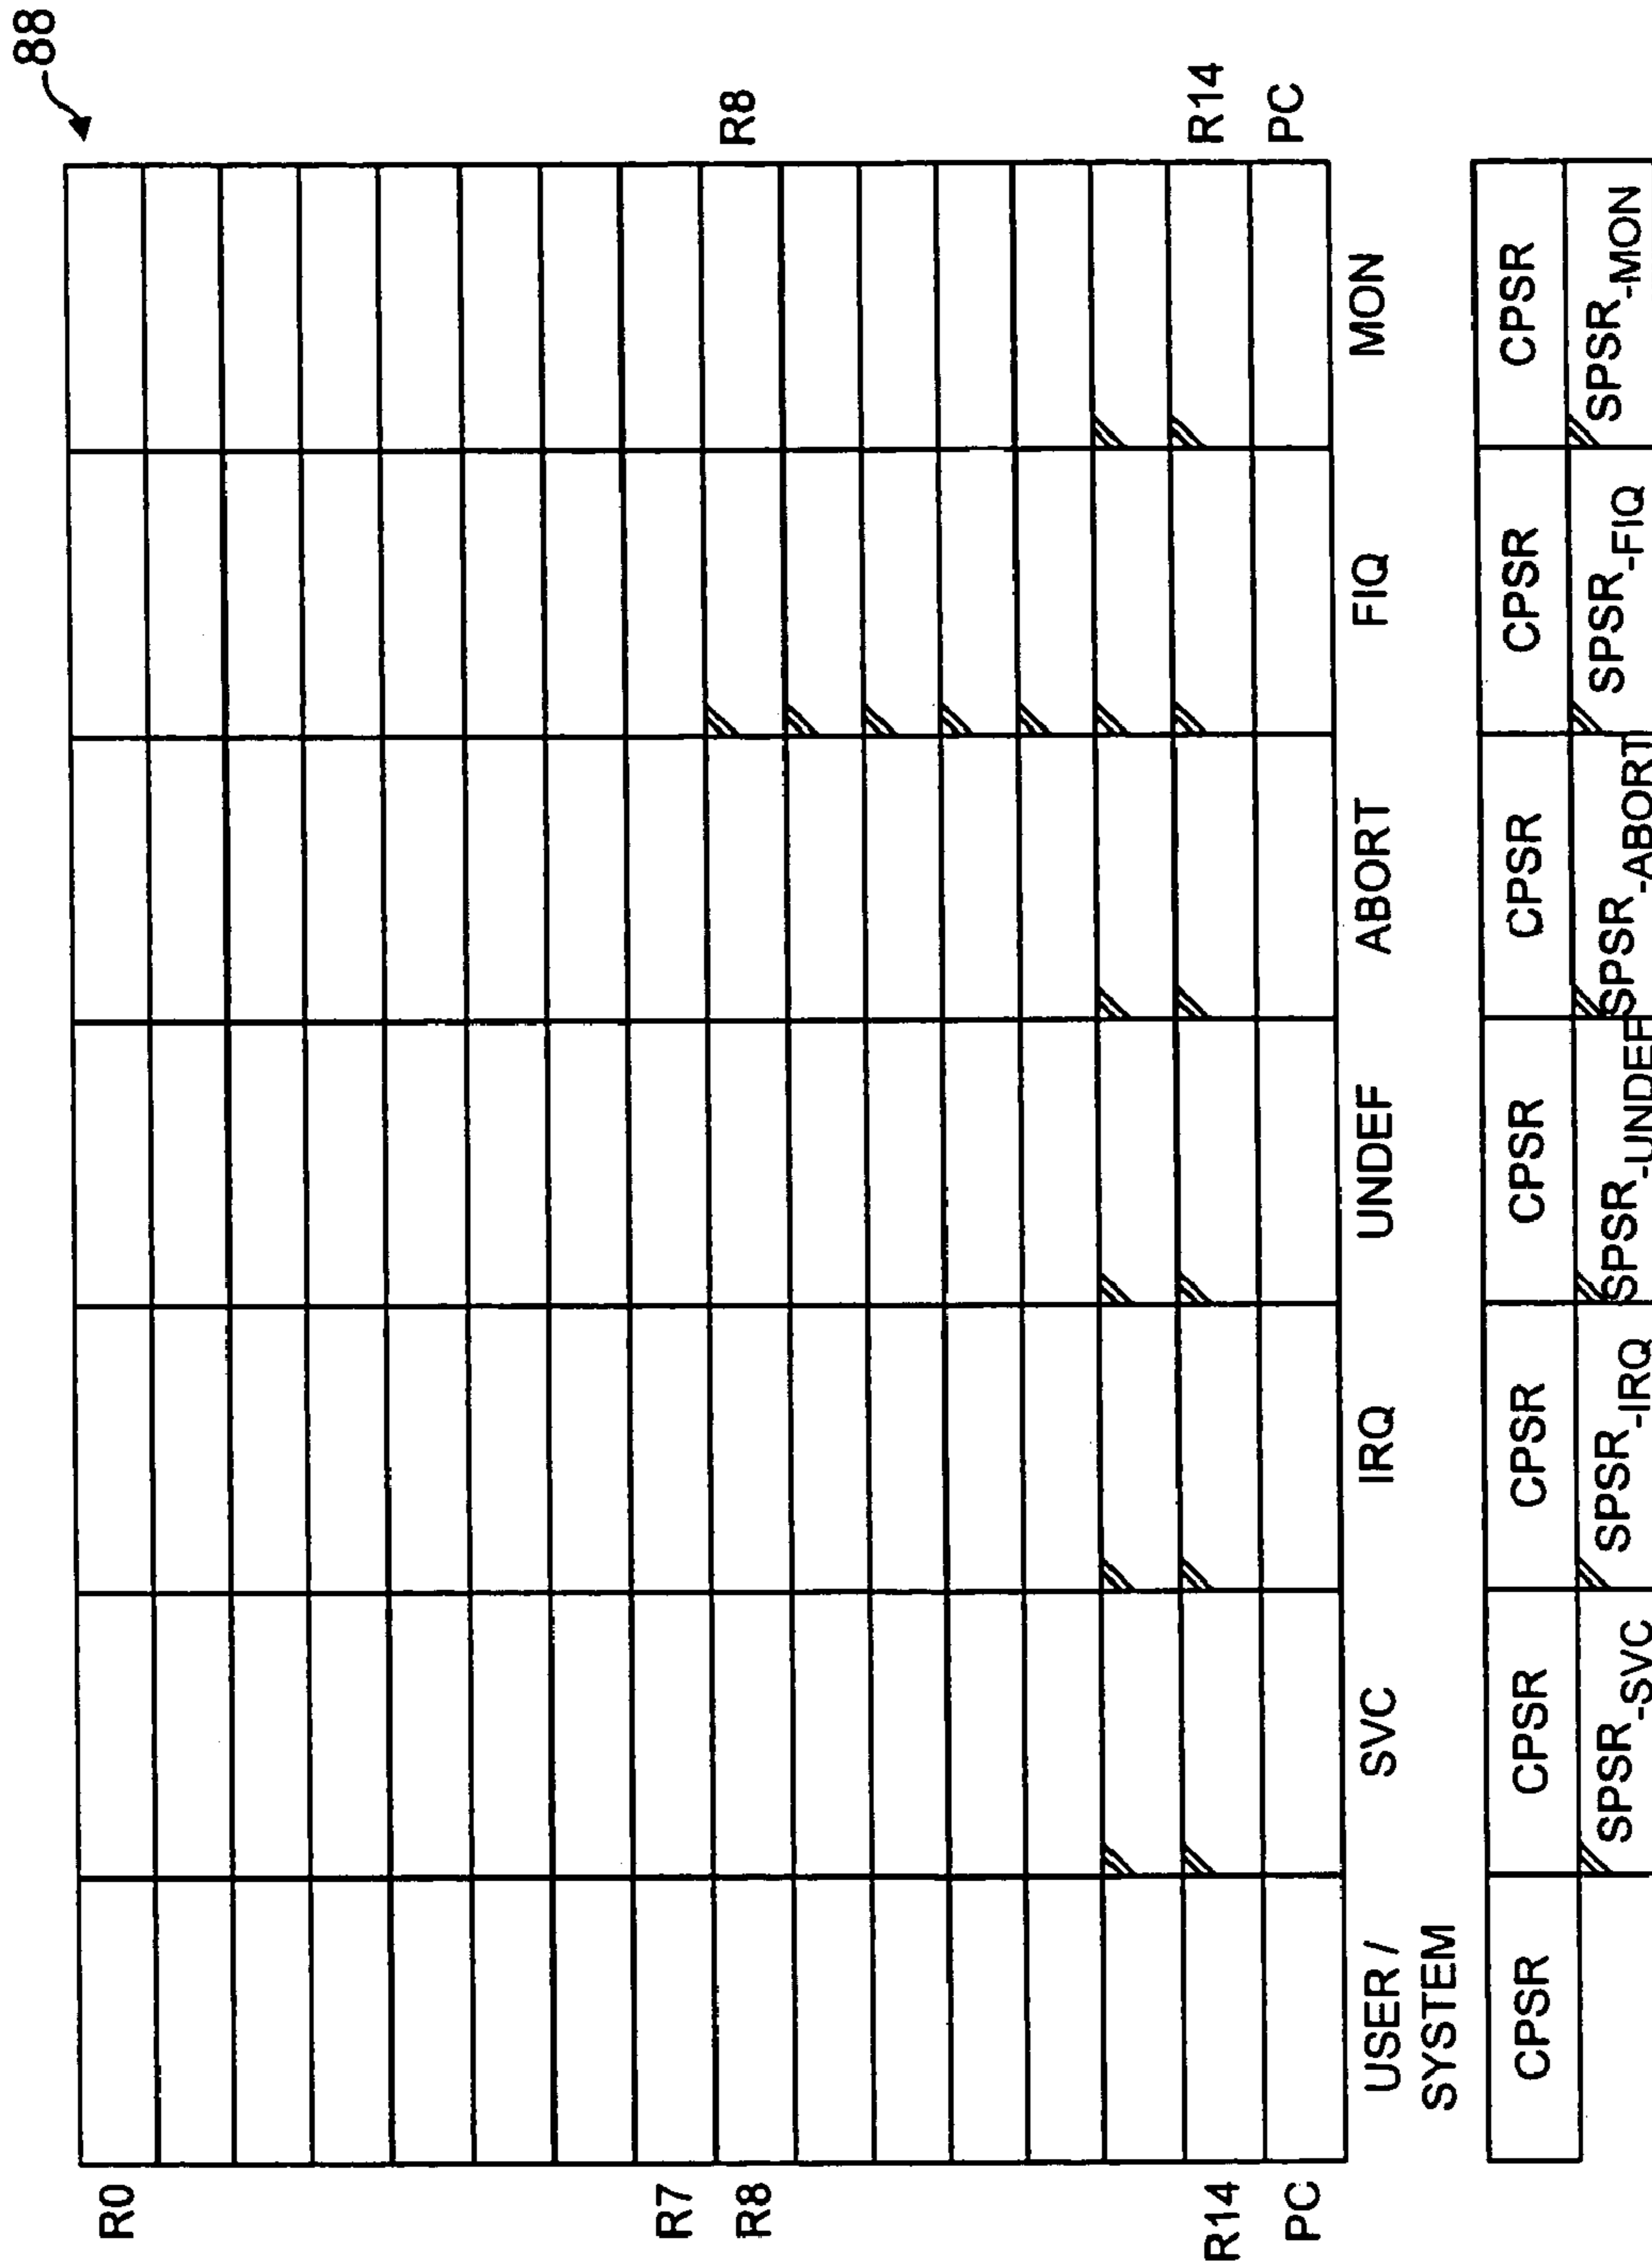 88
R0
R7
R8 R8
R14 R14
PC PC
USER / SYSTEM SVC IRQ UNDEF ABORT FIQ MON
CPSR CPSR CPSR CPSR CPSR CPSR CPSR
SPSR-SVC SPSR-IRQ SPSR-UNDEF SPSR-ABORT SPSR-FIQ SPSR-MON